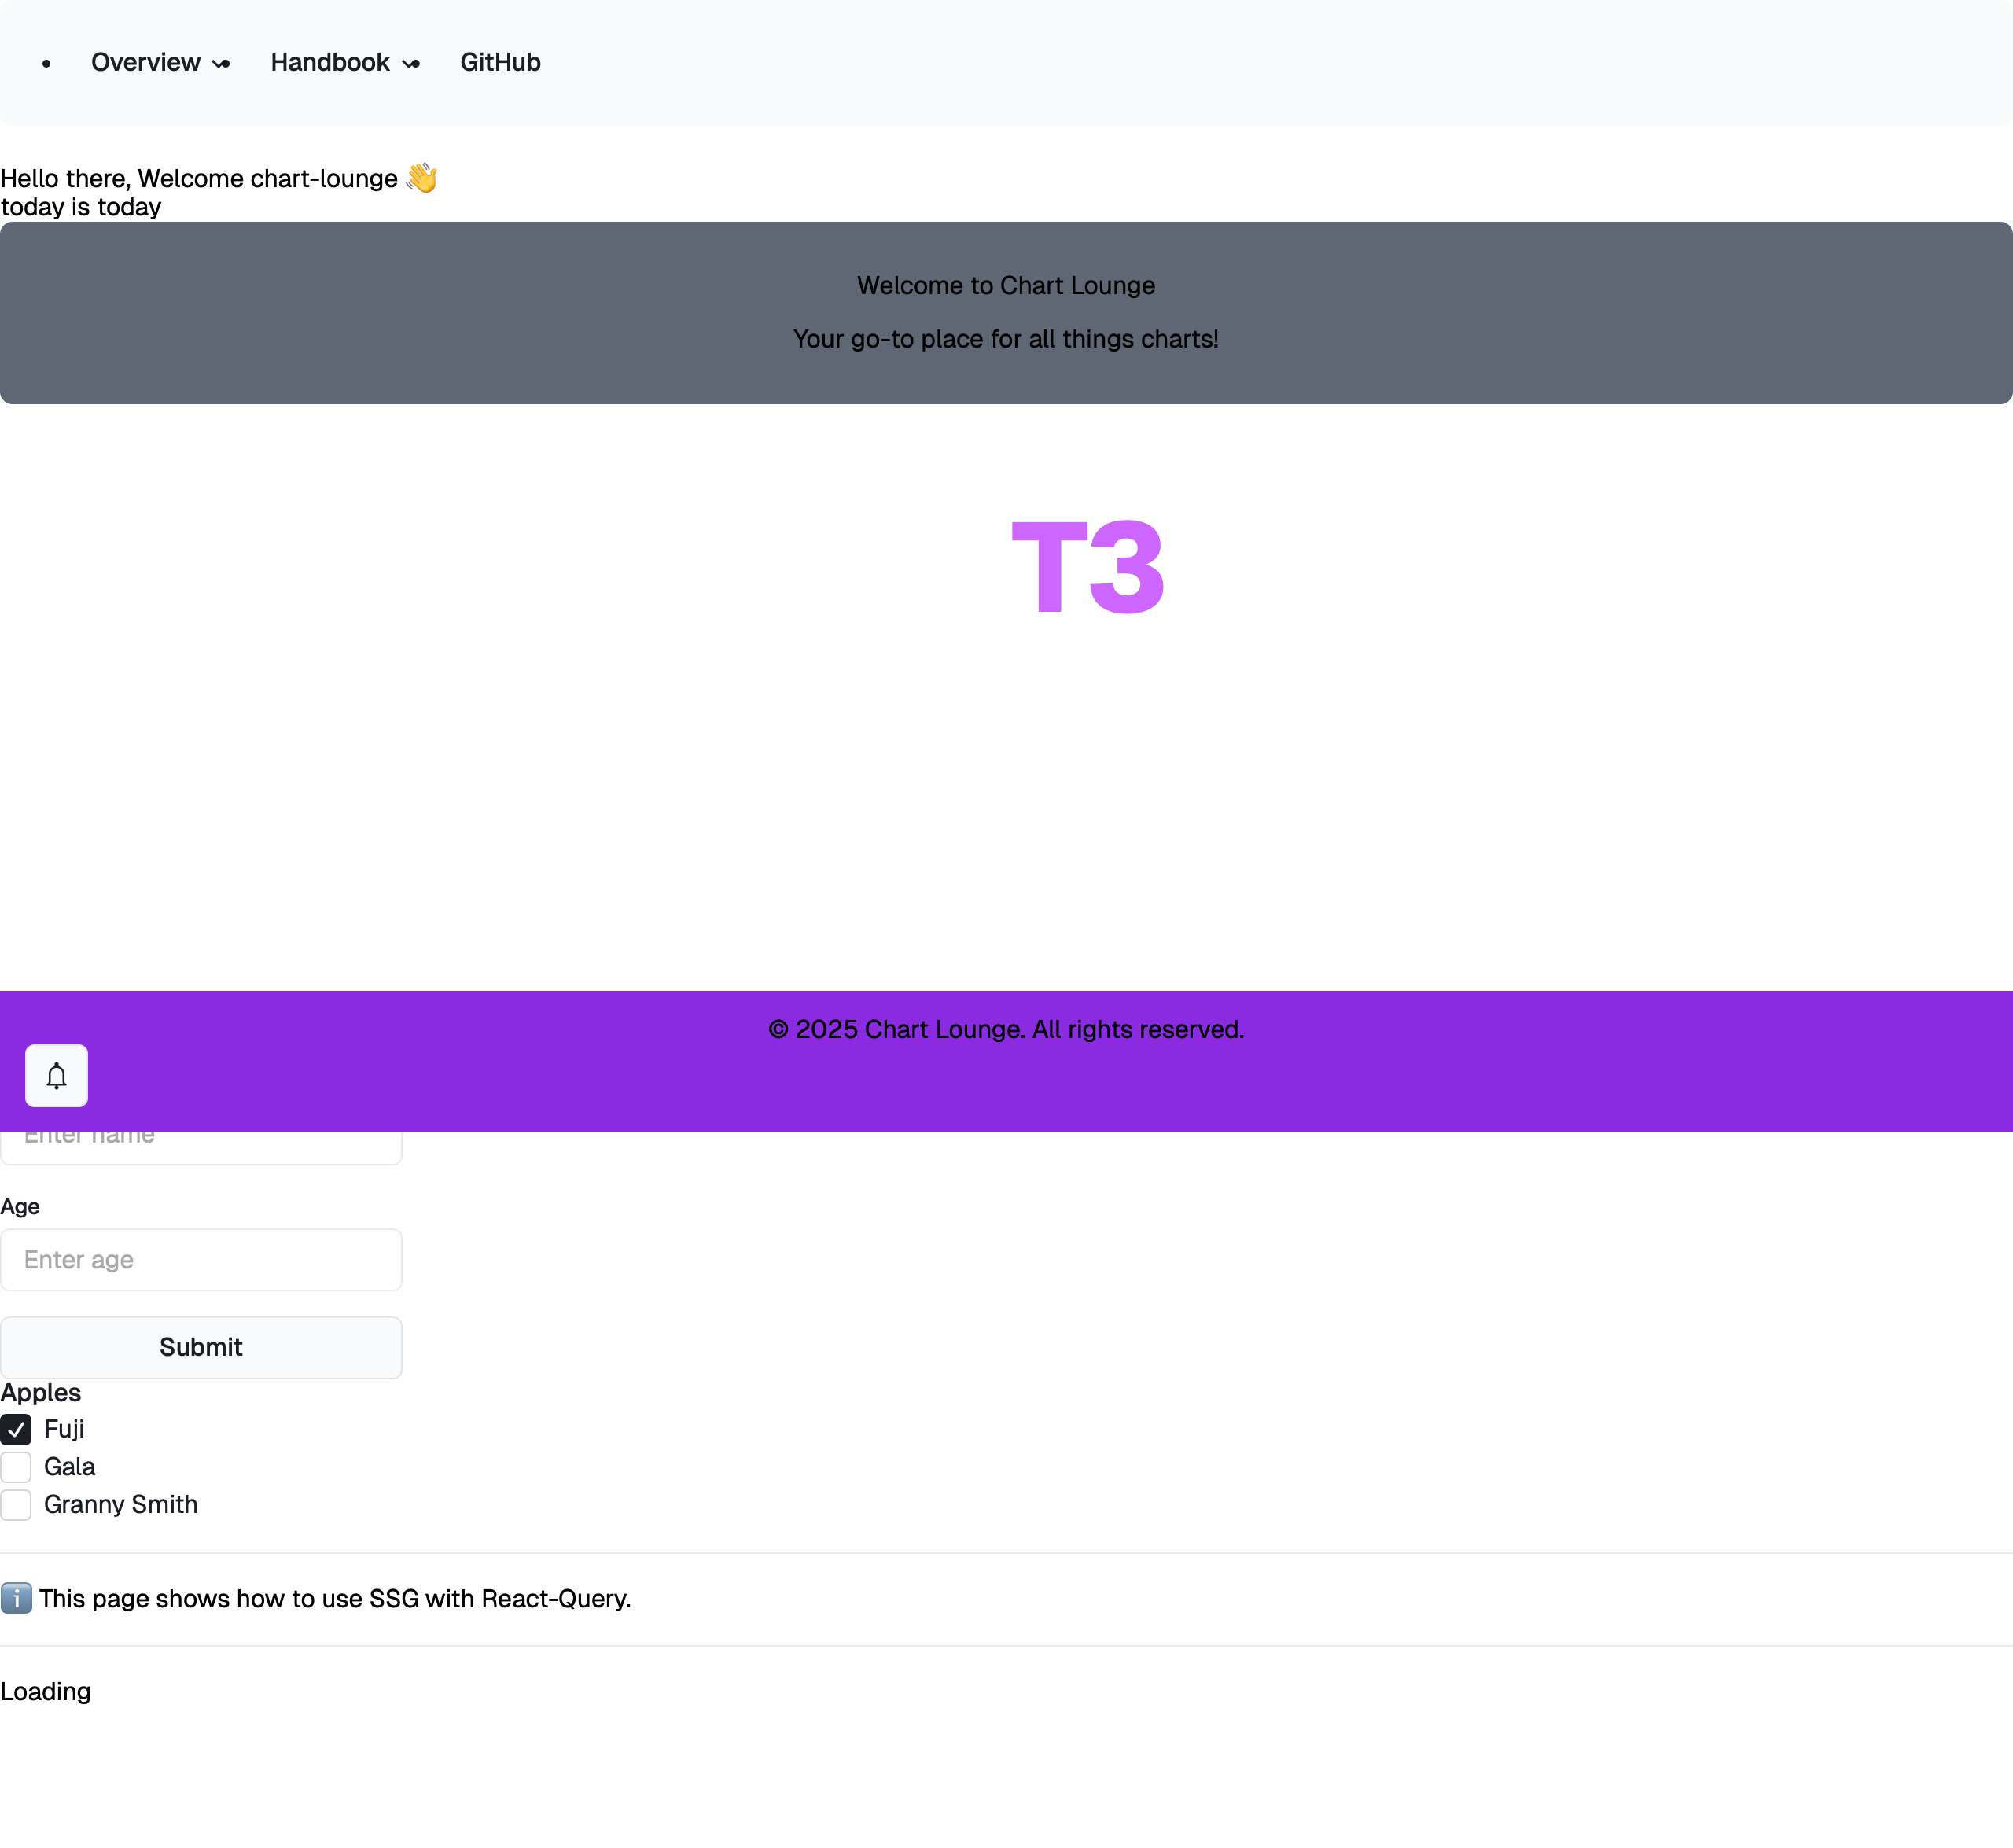 Overview Handbook GitHub
Hello there, Welcome chart-lounge 👋
today is today
Welcome to Chart Lounge
Your go-to place for all things charts!
T3
© 2025 Chart Lounge. All rights reserved.
Enter name
Age
Enter age
Submit
Apples
Fuji
Gala
Granny Smith
ℹ️ This page shows how to use SSG with React-Query.
Loading